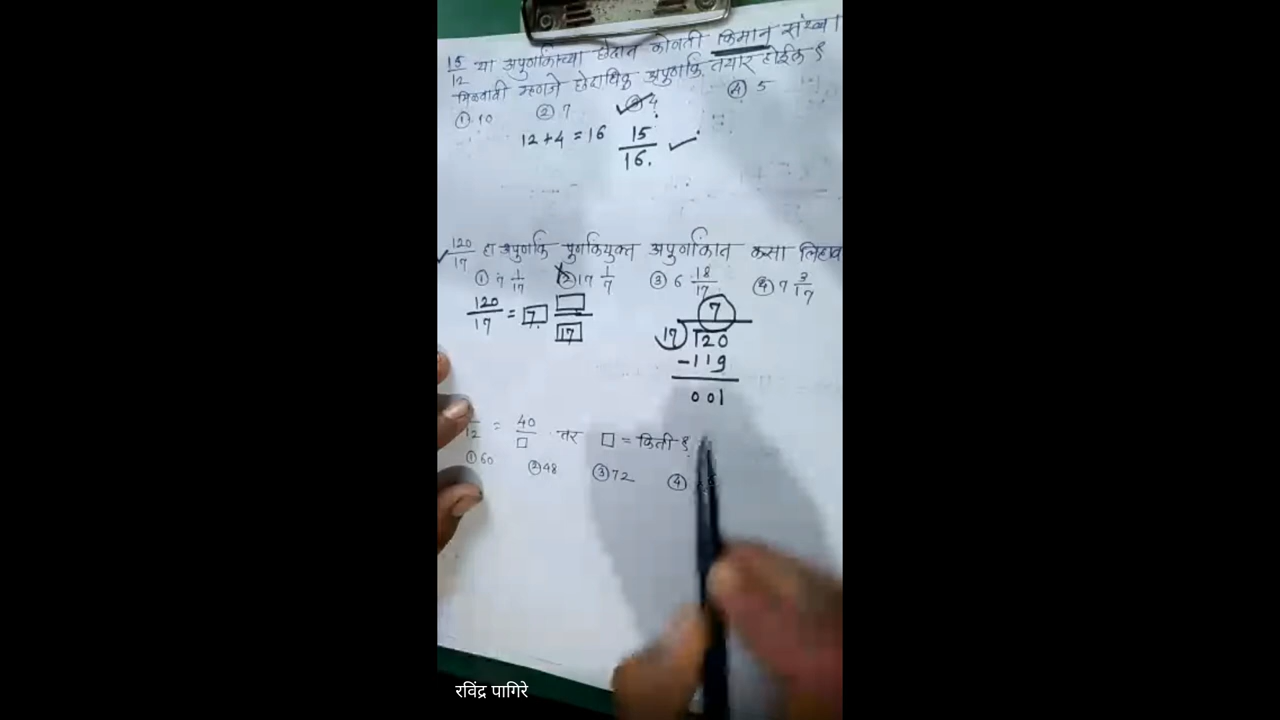 15/12 या अपुर्णांकाच्या छेदात कोणती किमान संख्या
मिळवावी म्हणजे छेदाधिक अपुर्णांक तयार होईल ?
① 10 ② 7 ③ 4 ④ 5
12 + 4 = 16 15/16.
120/17 हा अपुर्णांक पुर्णांकयुक्त अपुर्णांकात कसा लिहाव
① 7 1/17 ② 17 1/7 ③ 6 18/17 ④ 7 3/17
120/17 = 7 □/17
7
17 120
-119
001
12 = 40/□ तर □ = किती ?
① 60 ② 48 ③ 72 ④
रविंद्र पागिरे